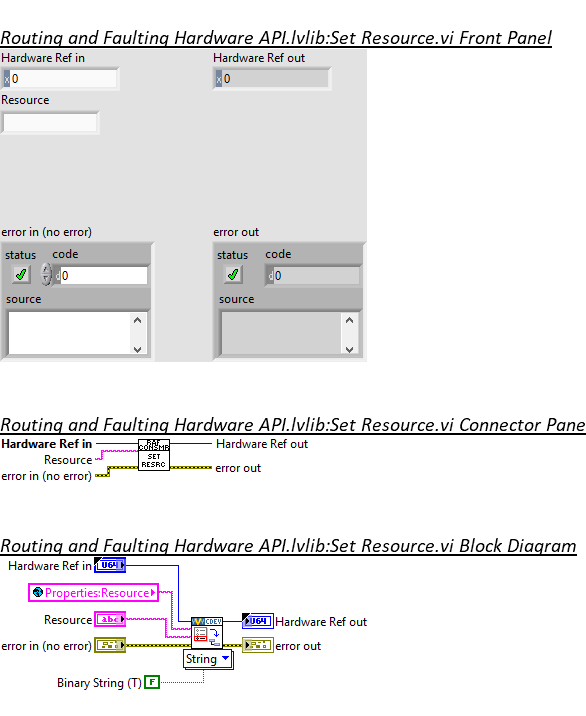 Routing and Faulting Hardware API.lvlib:Set Resource.vi Front Panel
Hardware Ref in
Hardware Ref out
x 0
x 0
Resource
error in (no error)
error out
status code
status code
d 0
d 0
source
source
Routing and Faulting Hardware API.lvlib:Set Resource.vi Connector Pane
Hardware Ref in
RAF
CONSMR
SET
RESRC
Hardware Ref out
Resource
error out
error in (no error)
Routing and Faulting Hardware API.lvlib:Set Resource.vi Block Diagram
Hardware Ref in U64
Properties:Resource
Resource abc
CDEV
U64 Hardware Ref out
error in (no error)
error out
String
Binary String (T) F